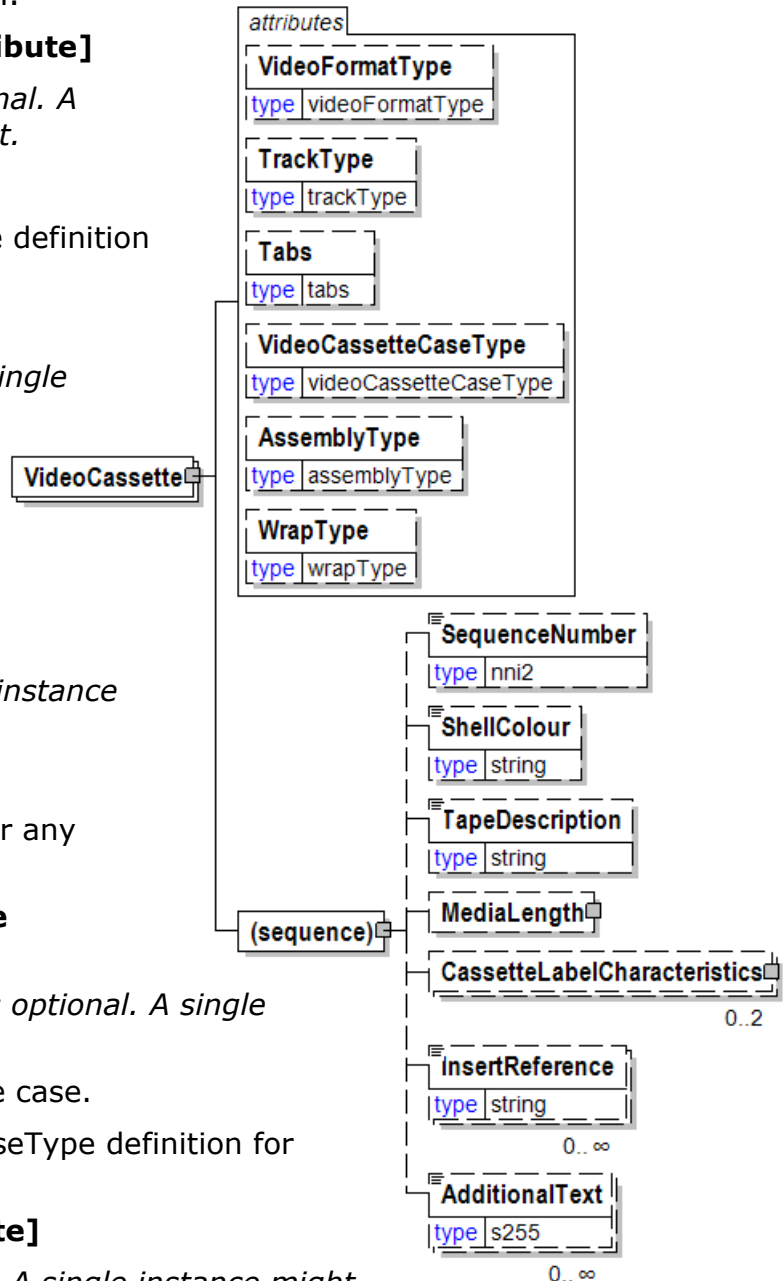 n.
ibute]
nal. A
t.
e definition
ingle
instance
r any
e
optional. A single
e case.
seType definition for
te]
A single instance might
attributes
VideoFormatType
type videoFormatType
TrackType
type trackType
Tabs
type tabs
VideoCassetteCaseType
type videoCassetteCaseType
AssemblyType
type assemblyType
WrapType
type wrapType
VideoCassette
SequenceNumber
type nni2
ShellColour
type string
TapeDescription
type string
MediaLength
(sequence)
CassetteLabelCharacteristics
0..2
InsertReference
type string
0..∞
AdditionalText
type s255
0..∞